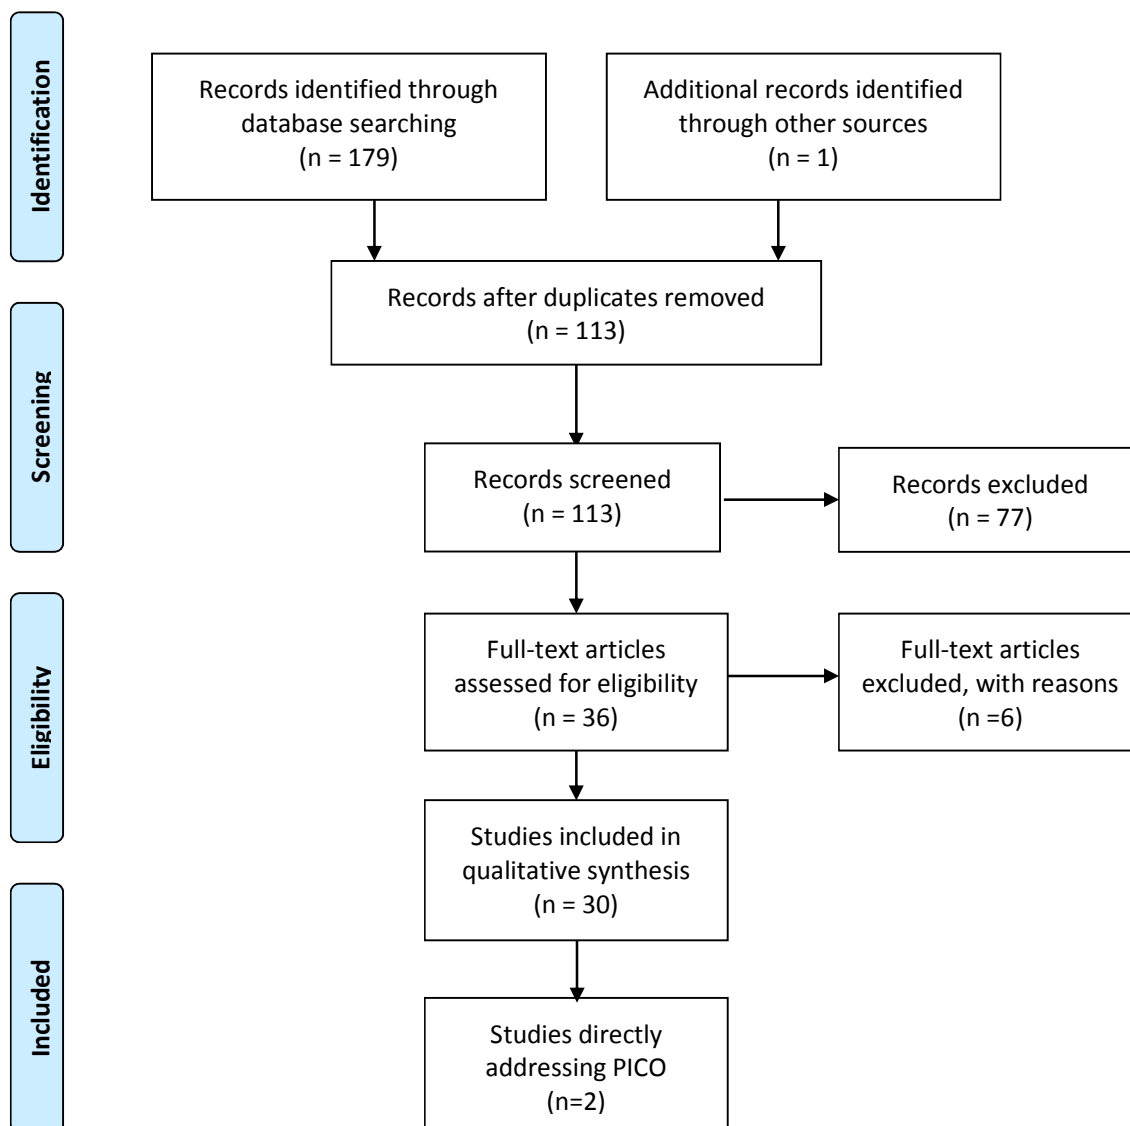 Identification
Records identified through
database searching
(n = 179)
Additional records identified
through other sources
(n = 1)
Records after duplicates removed
(n = 113)
Screening
Records screened
(n = 113)
Records excluded
(n = 77)
Eligibility
Full-text articles
assessed for eligibility
(n = 36)
Full-text articles
excluded, with reasons
(n =6)
Studies included in
qualitative synthesis
(n = 30)
Included
Studies directly
addressing PICO
(n=2)